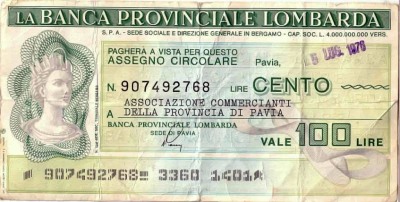 LA BANCA PROVINCIALE LOMBARDA
S.P.A. - SEDE SOCIALE E DIREZIONE GENERALE IN BERGAMO - CAP. SOC. L. 4.000.000.000 VERS.
PAGHERÀ A VISTA PER QUESTO
ASSEGNO CIRCOLARE Pavia, LUG. 1976
N. 907492768 LIRE CENTO
A ASSOCIAZIONE COMMERCIANTI
DELLA PROVINCIA DI PAVIA
BANCA PROVINCIALE LOMBARDA
SEDE DI PAVIA
VALE 100 LIRE
907492768 3360 1401